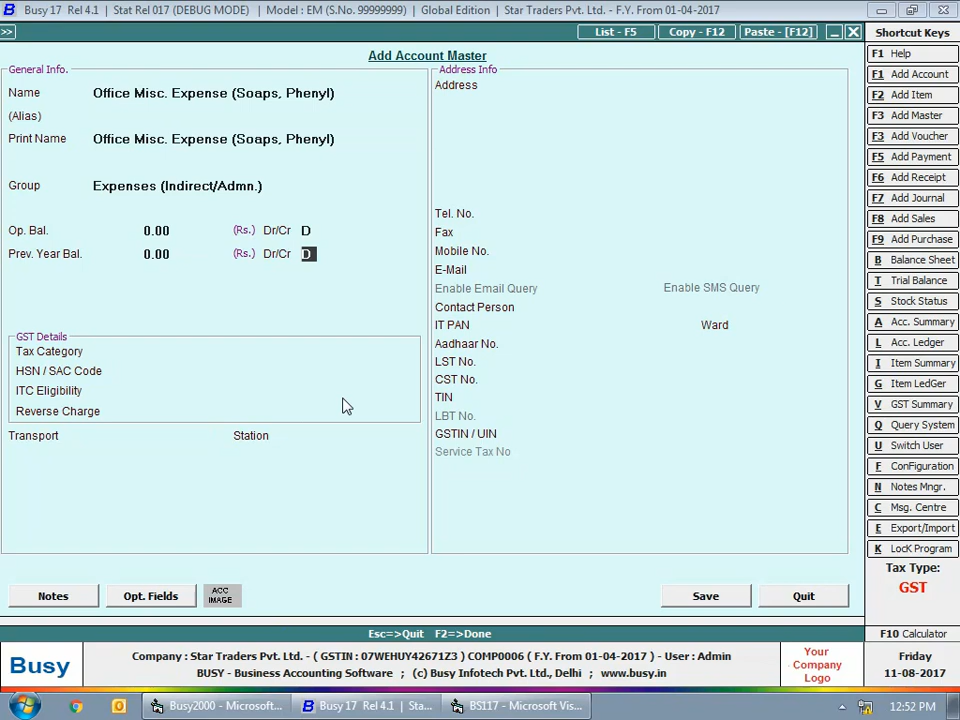 Busy 17 Rel 4.1 | Stat Rel 017 (DEBUG MODE) | Model : EM (S.No. 99999999) | Global Edition | Star Traders Pvt. Ltd. - F.Y. From 01-04-2017
>> List - F5 Copy - F12 Paste - [F12] Shortcut Keys
Add Account Master
General Info.
Name Office Misc. Expense (Soaps, Phenyl)
(Alias)
Print Name Office Misc. Expense (Soaps, Phenyl)
Group Expenses (Indirect/Admn.)
Op. Bal. 0.00 (Rs.) Dr/Cr D
Prev. Year Bal. 0.00 (Rs.) Dr/Cr D
GST Details
Tax Category
HSN / SAC Code
ITC Eligibility
Reverse Charge
Transport Station
Address Info
Address
Tel. No.
Fax
Mobile No.
E-Mail
Enable Email Query Enable SMS Query
Contact Person
IT PAN Ward
Aadhaar No.
LST No.
CST No.
TIN
LBT No.
GSTIN / UIN
Service Tax No
Notes Opt. Fields ACC IMAGE Save Quit
F1 Help
F1 Add Account
F2 Add Item
F3 Add Master
F3 Add Voucher
F5 Add Payment
F6 Add Receipt
F7 Add Journal
F8 Add Sales
F9 Add Purchase
B Balance Sheet
T Trial Balance
S Stock Status
A Acc. Summary
L Acc. Ledger
I Item Summary
G Item LedGer
V GST Summary
Q Query System
U Switch User
F ConFiguration
N Notes Mngr.
C Msg. Centre
E Export/Import
K LocK Program
Tax Type:
GST
F10 Calculator
Esc=>Quit F2=>Done
Busy
Company : Star Traders Pvt. Ltd. - ( GSTIN : 07WEHUY42671Z3 ) COMP0006 ( F.Y. From 01-04-2017 ) - User : Admin
BUSY - Business Accounting Software ; (c) Busy Infotech Pvt. Ltd., Delhi ; www.busy.in
Your
Company
Logo
Friday
11-08-2017
Busy2000 - Microsoft... Busy 17 Rel 4.1 | Sta... BS117 - Microsoft Vis... 12:52 PM